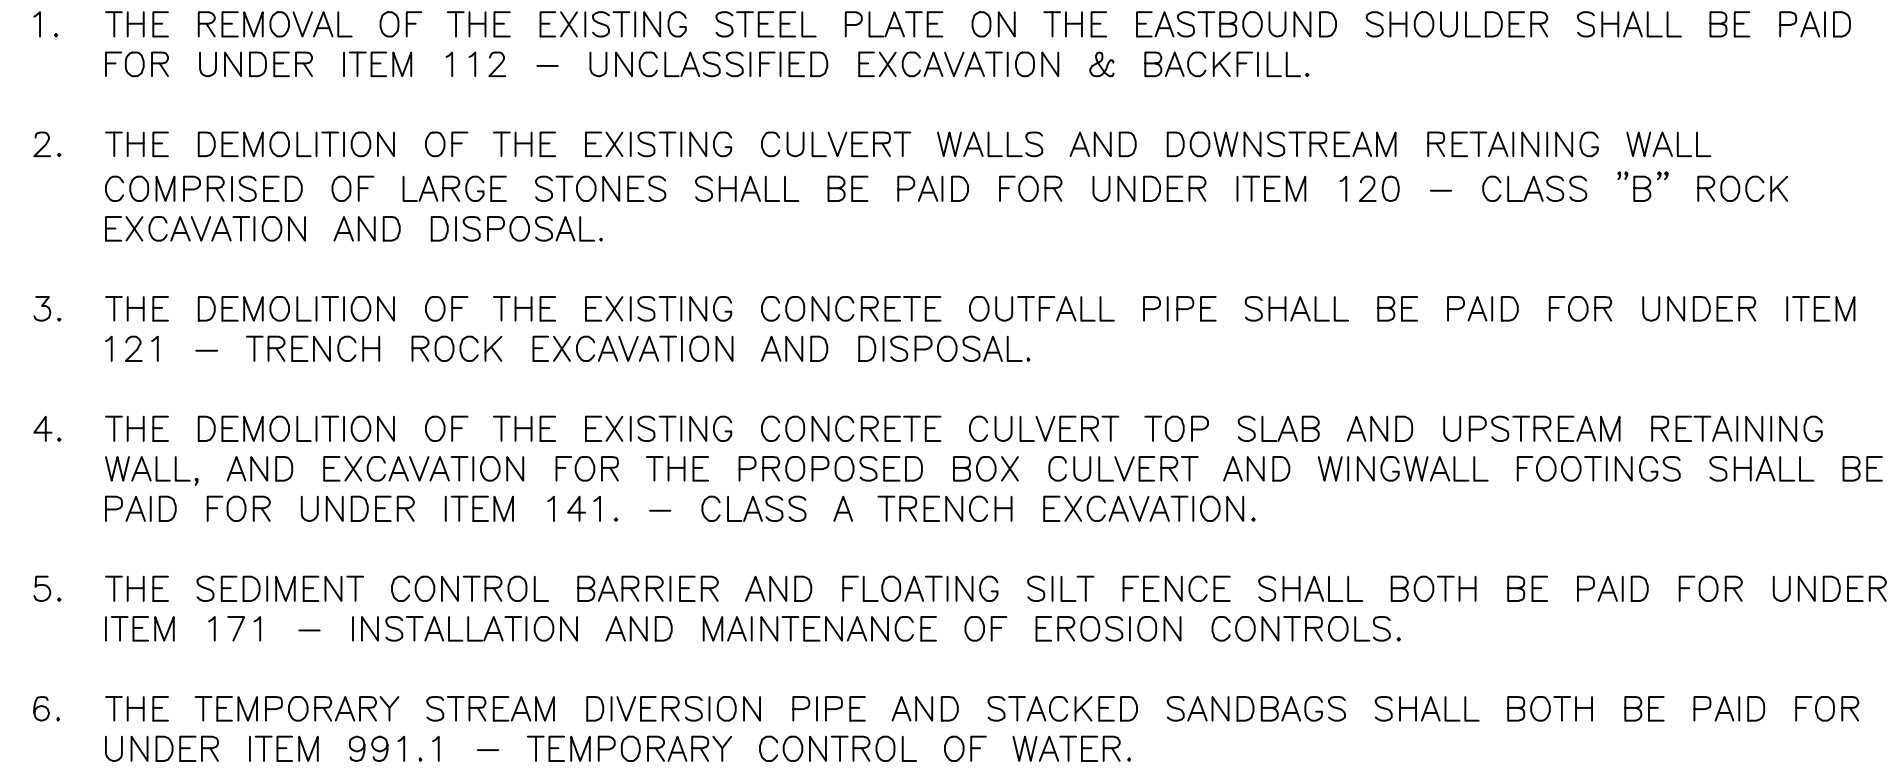 1. THE REMOVAL OF THE EXISTING STEEL PLATE ON THE EASTBOUND SHOULDER SHALL BE PAID
FOR UNDER ITEM 112 – UNCLASSIFIED EXCAVATION & BACKFILL.
2. THE DEMOLITION OF THE EXISTING CULVERT WALLS AND DOWNSTREAM RETAINING WALL
COMPRISED OF LARGE STONES SHALL BE PAID FOR UNDER ITEM 120 – CLASS "B" ROCK
EXCAVATION AND DISPOSAL.
3. THE DEMOLITION OF THE EXISTING CONCRETE OUTFALL PIPE SHALL BE PAID FOR UNDER ITEM
121 – TRENCH ROCK EXCAVATION AND DISPOSAL.
4. THE DEMOLITION OF THE EXISTING CONCRETE CULVERT TOP SLAB AND UPSTREAM RETAINING
WALL, AND EXCAVATION FOR THE PROPOSED BOX CULVERT AND WINGWALL FOOTINGS SHALL BE
PAID FOR UNDER ITEM 141. – CLASS A TRENCH EXCAVATION.
5. THE SEDIMENT CONTROL BARRIER AND FLOATING SILT FENCE SHALL BOTH BE PAID FOR UNDER
ITEM 171 – INSTALLATION AND MAINTENANCE OF EROSION CONTROLS.
6. THE TEMPORARY STREAM DIVERSION PIPE AND STACKED SANDBAGS SHALL BOTH BE PAID FOR
UNDER ITEM 991.1 – TEMPORARY CONTROL OF WATER.